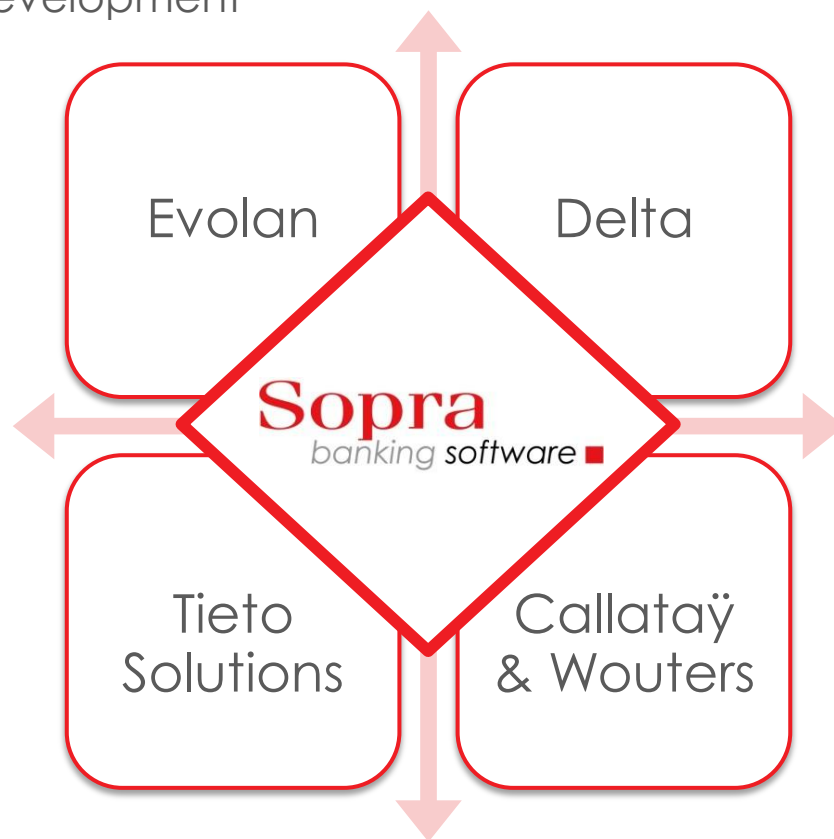 Evolan
Delta
Sopra
banking software
Tieto
Solutions
Callataÿ
& Wouters